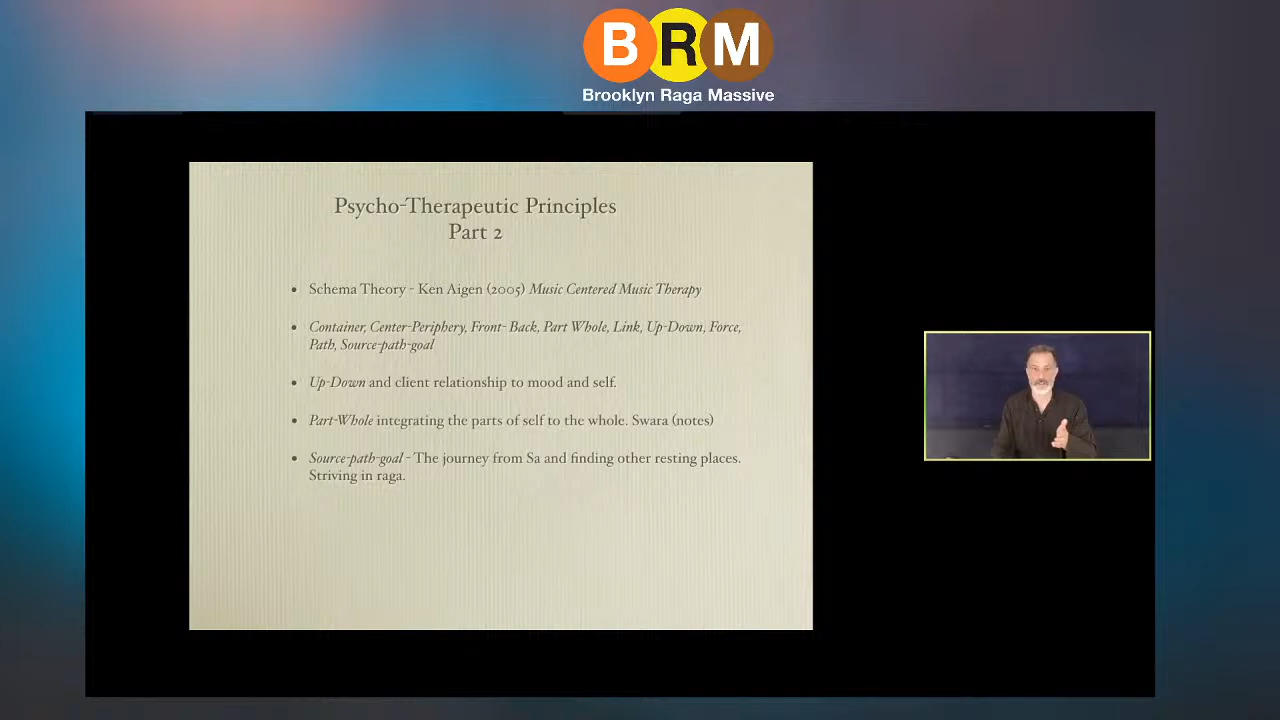 BRM
Brooklyn Raga Massive
Psycho-Therapeutic Principles
Part 2
• Schema Theory - Ken Aigen (2005) Music Centered Music Therapy
• Container, Center-Periphery, Front- Back, Part Whole, Link, Up-Down, Force,
Path, Source-path-goal
• Up-Down and client relationship to mood and self.
• Part-Whole integrating the parts of self to the whole. Swara (notes)
• Source-path-goal - The journey from Sa and finding other resting places.
Striving in raga.